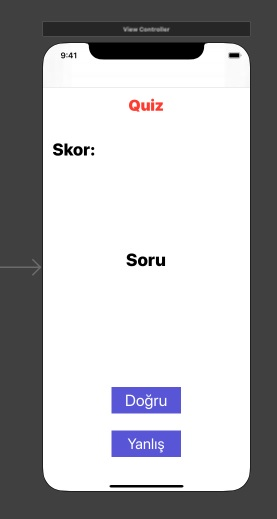 View Controller
9:41
Quiz
Skor:
Soru
Doğru
Yanlış